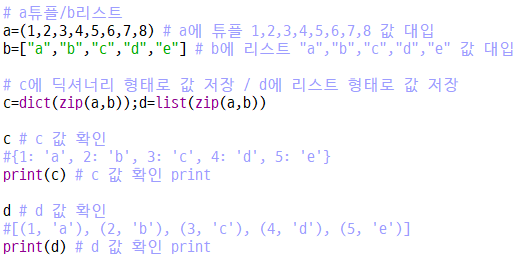 # a튜플/b리스트
a=(1,2,3,4,5,6,7,8) # a에 튜플 1,2,3,4,5,6,7,8 값 대입
b=["a","b","c","d","e"] # b에 리스트 "a","b","c","d","e" 값 대입
# c에 딕셔너리 형태로 값 저장 / d에 리스트 형태로 값 저장
c=dict(zip(a,b));d=list(zip(a,b))
c # c 값 확인
#{1: 'a', 2: 'b', 3: 'c', 4: 'd', 5: 'e'}
print(c) # c 값 확인 print
d # d 값 확인
#[(1, 'a'), (2, 'b'), (3, 'c'), (4, 'd'), (5, 'e')]
print(d) # d 값 확인 print